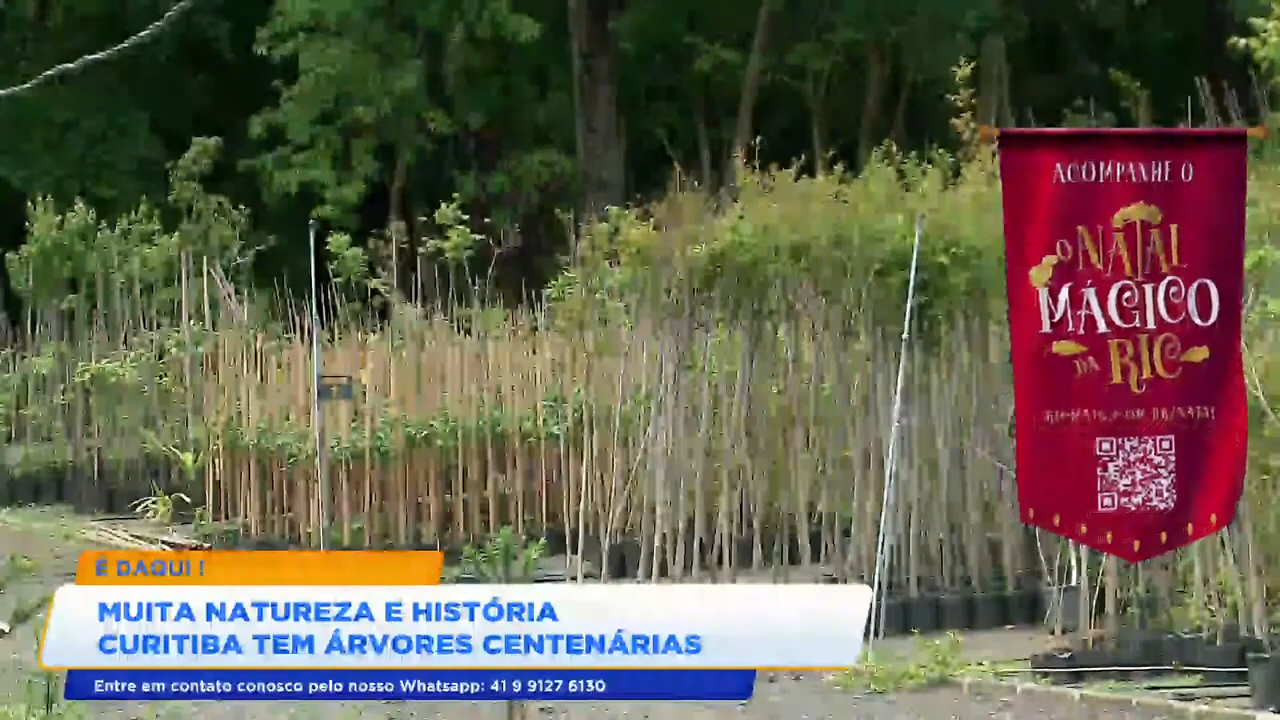 ACOMPANHE O
O NATAL
MÁGICO
DA RIC
É DAQUI !
MUITA NATUREZA E HISTÓRIA
CURITIBA TEM ÁRVORES CENTENÁRIAS
Entre em contato conosco pelo nosso Whatsapp: 41 9 9127 6130